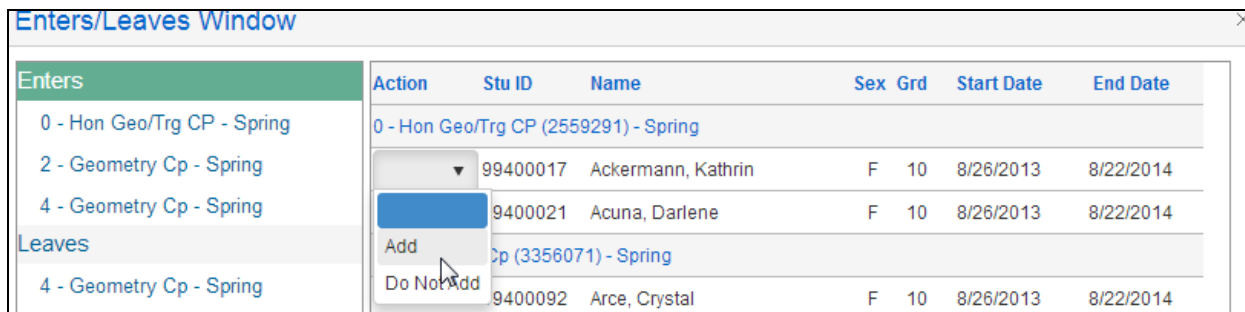 Enters/Leaves Window
Enters
0 - Hon Geo/Trg CP - Spring
2 - Geometry Cp - Spring
4 - Geometry Cp - Spring
Leaves
4 - Geometry Cp - Spring
Action Stu ID Name Sex Grd Start Date End Date
0 - Hon Geo/Trg CP (2559291) - Spring
99400017 Ackermann, Kathrin F 10 8/26/2013 8/22/2014
9400021 Acuna, Darlene F 10 8/26/2013 8/22/2014
Add
Cp (3356071) - Spring
Do Not Add
9400092 Arce, Crystal F 10 8/26/2013 8/22/2014